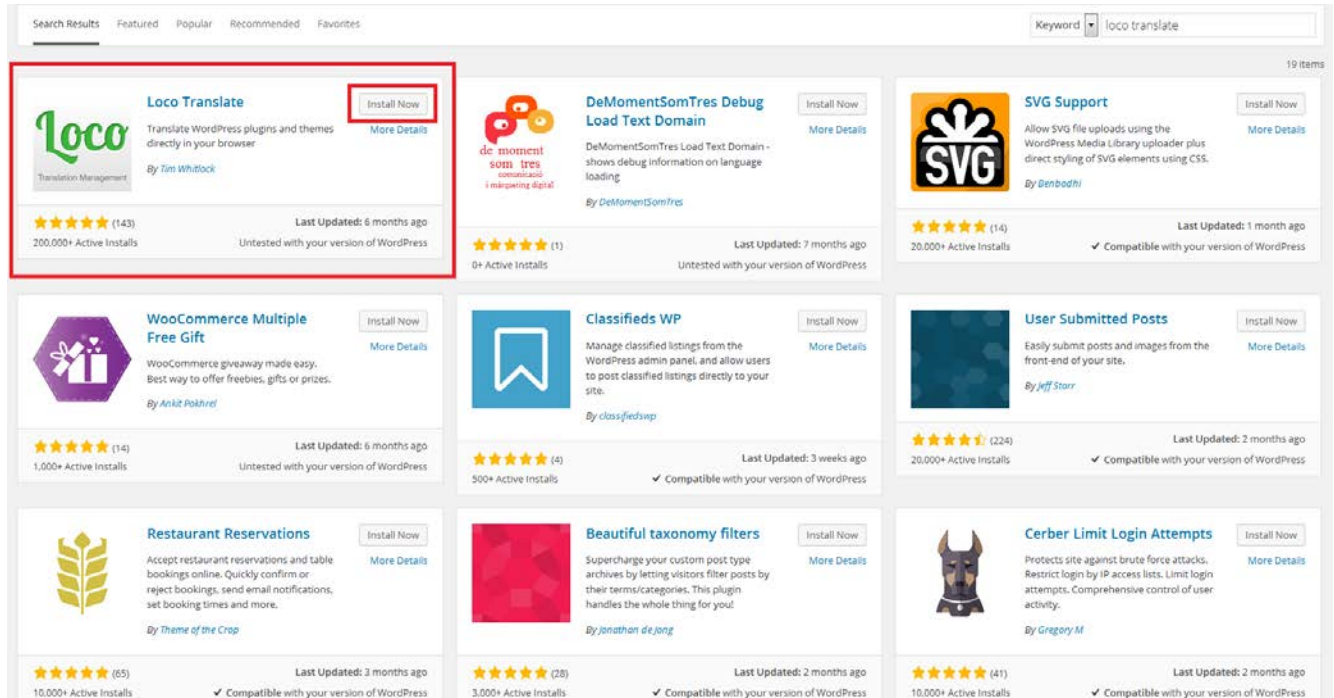 Search Results Featured Popular Recommended Favorites
Keyword loco translate
19 items
Loco
Translation Management
Loco Translate
Install Now
More Details
Translate WordPress plugins and themes
directly in your browser
By Tim Whitlock
(143)
200.000+ Active Installs
Last Updated: 6 months ago
Untested with your version of WordPress
de moment
som tres
comunicació
i màrqueting digital
DeMomentSomTres Debug
Load Text Domain
Install Now
More Details
DeMomentSomTres Load Text Domain -
shows debug information on language
loading
By DeMomentSomTres
(1)
0+ Active Installs
Last Updated: 7 months ago
Untested with your version of WordPress
SVG
SVG Support
Install Now
More Details
Allow SVG file uploads using the
WordPress Media Library uploader plus
direct styling of SVG elements using CSS.
By Benbodhi
(14)
20.000+ Active Installs
Last Updated: 1 month ago
Compatible with your version of WordPress
WooCommerce Multiple
Free Gift
Install Now
More Details
WooCommerce giveaway made easy.
Best way to offer freebies, gifts or prizes.
By Ankit Pokhrel
(14)
1,000+ Active Installs
Last Updated: 6 months ago
Untested with your version of WordPress
Classifieds WP
Install Now
More Details
Manage classified listings from the
WordPress admin panel, and allow users
to post classified listings directly to your
site.
By classifiedswp
(4)
500+ Active Installs
Last Updated: 3 weeks ago
Compatible with your version of WordPress
User Submitted Posts
Install Now
More Details
Easily submit posts and images from the
front-end of your site.
By Jeff Starr
(224)
20.000+ Active Installs
Last Updated: 2 months ago
Compatible with your version of WordPress
Restaurant Reservations
Install Now
More Details
Accept restaurant reservations and table
bookings online. Quickly confirm or
reject bookings, send email notifications,
set booking times and more.
By Theme of the Crop
(65)
10.000+ Active Installs
Last Updated: 3 months ago
Compatible with your version of WordPress
Beautiful taxonomy filters
Install Now
More Details
Supercharge your custom post type
archives by letting visitors filter posts by
their terms/categories. This plugin
handles the whole thing for you!
By Jonathan de Jong
(28)
3.000+ Active Installs
Last Updated: 2 months ago
Compatible with your version of WordPress
Cerber Limit Login Attempts
Install Now
More Details
Protects site against brute force attacks.
Restrict login by IP access lists. Limit login
attempts. Comprehensive control of user
activity.
By Gregory M
(41)
10.000+ Active Installs
Last Updated: 2 months ago
Compatible with your version of WordPress